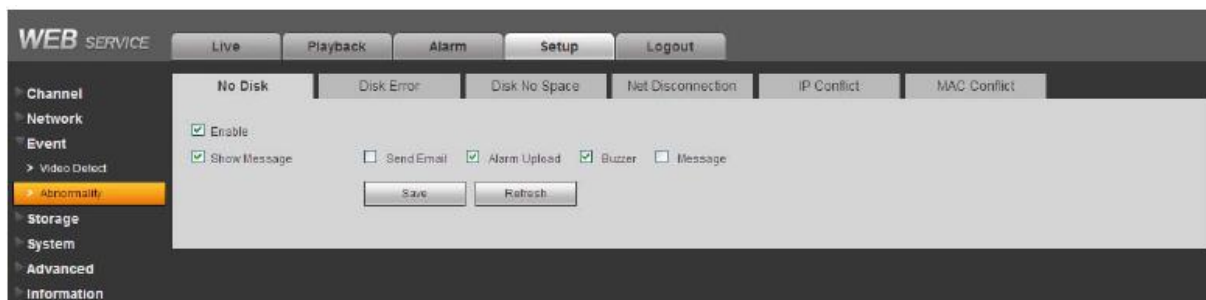 WEB SERVICE
Live Playback Alarm Setup Logout
No Disk Disk Error Disk No Space Net Disconnection IP Conflict MAC Conflict
Channel
Network
Event
> Video Detect
> Abnormality
Storage
System
Advanced
Information
Enable
Show Message Send Email Alarm Upload Buzzer Message
Save Refresh